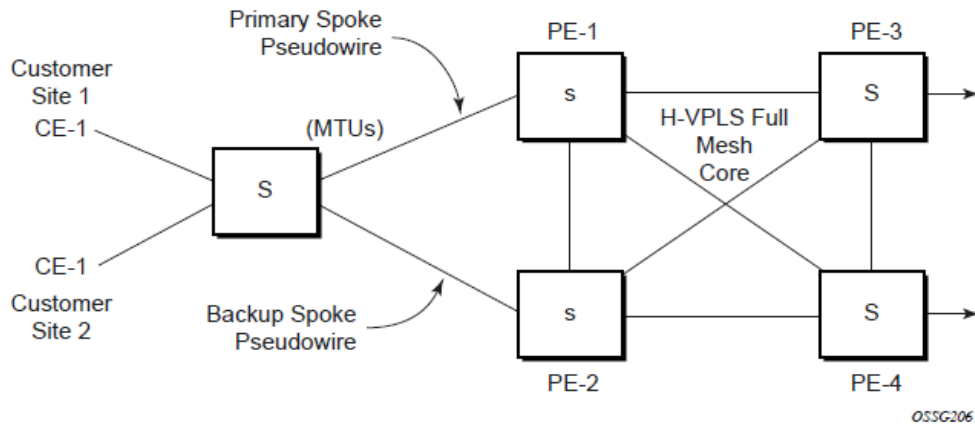 Primary Spoke
Pseudowire
PE-1
PE-3
Customer
Site 1
CE-1
(MTUs)
s
S
H-VPLS Full
Mesh
Core
S
CE-1
Customer
Site 2
Backup Spoke
Pseudowire
s
S
PE-2
PE-4
OSSG206